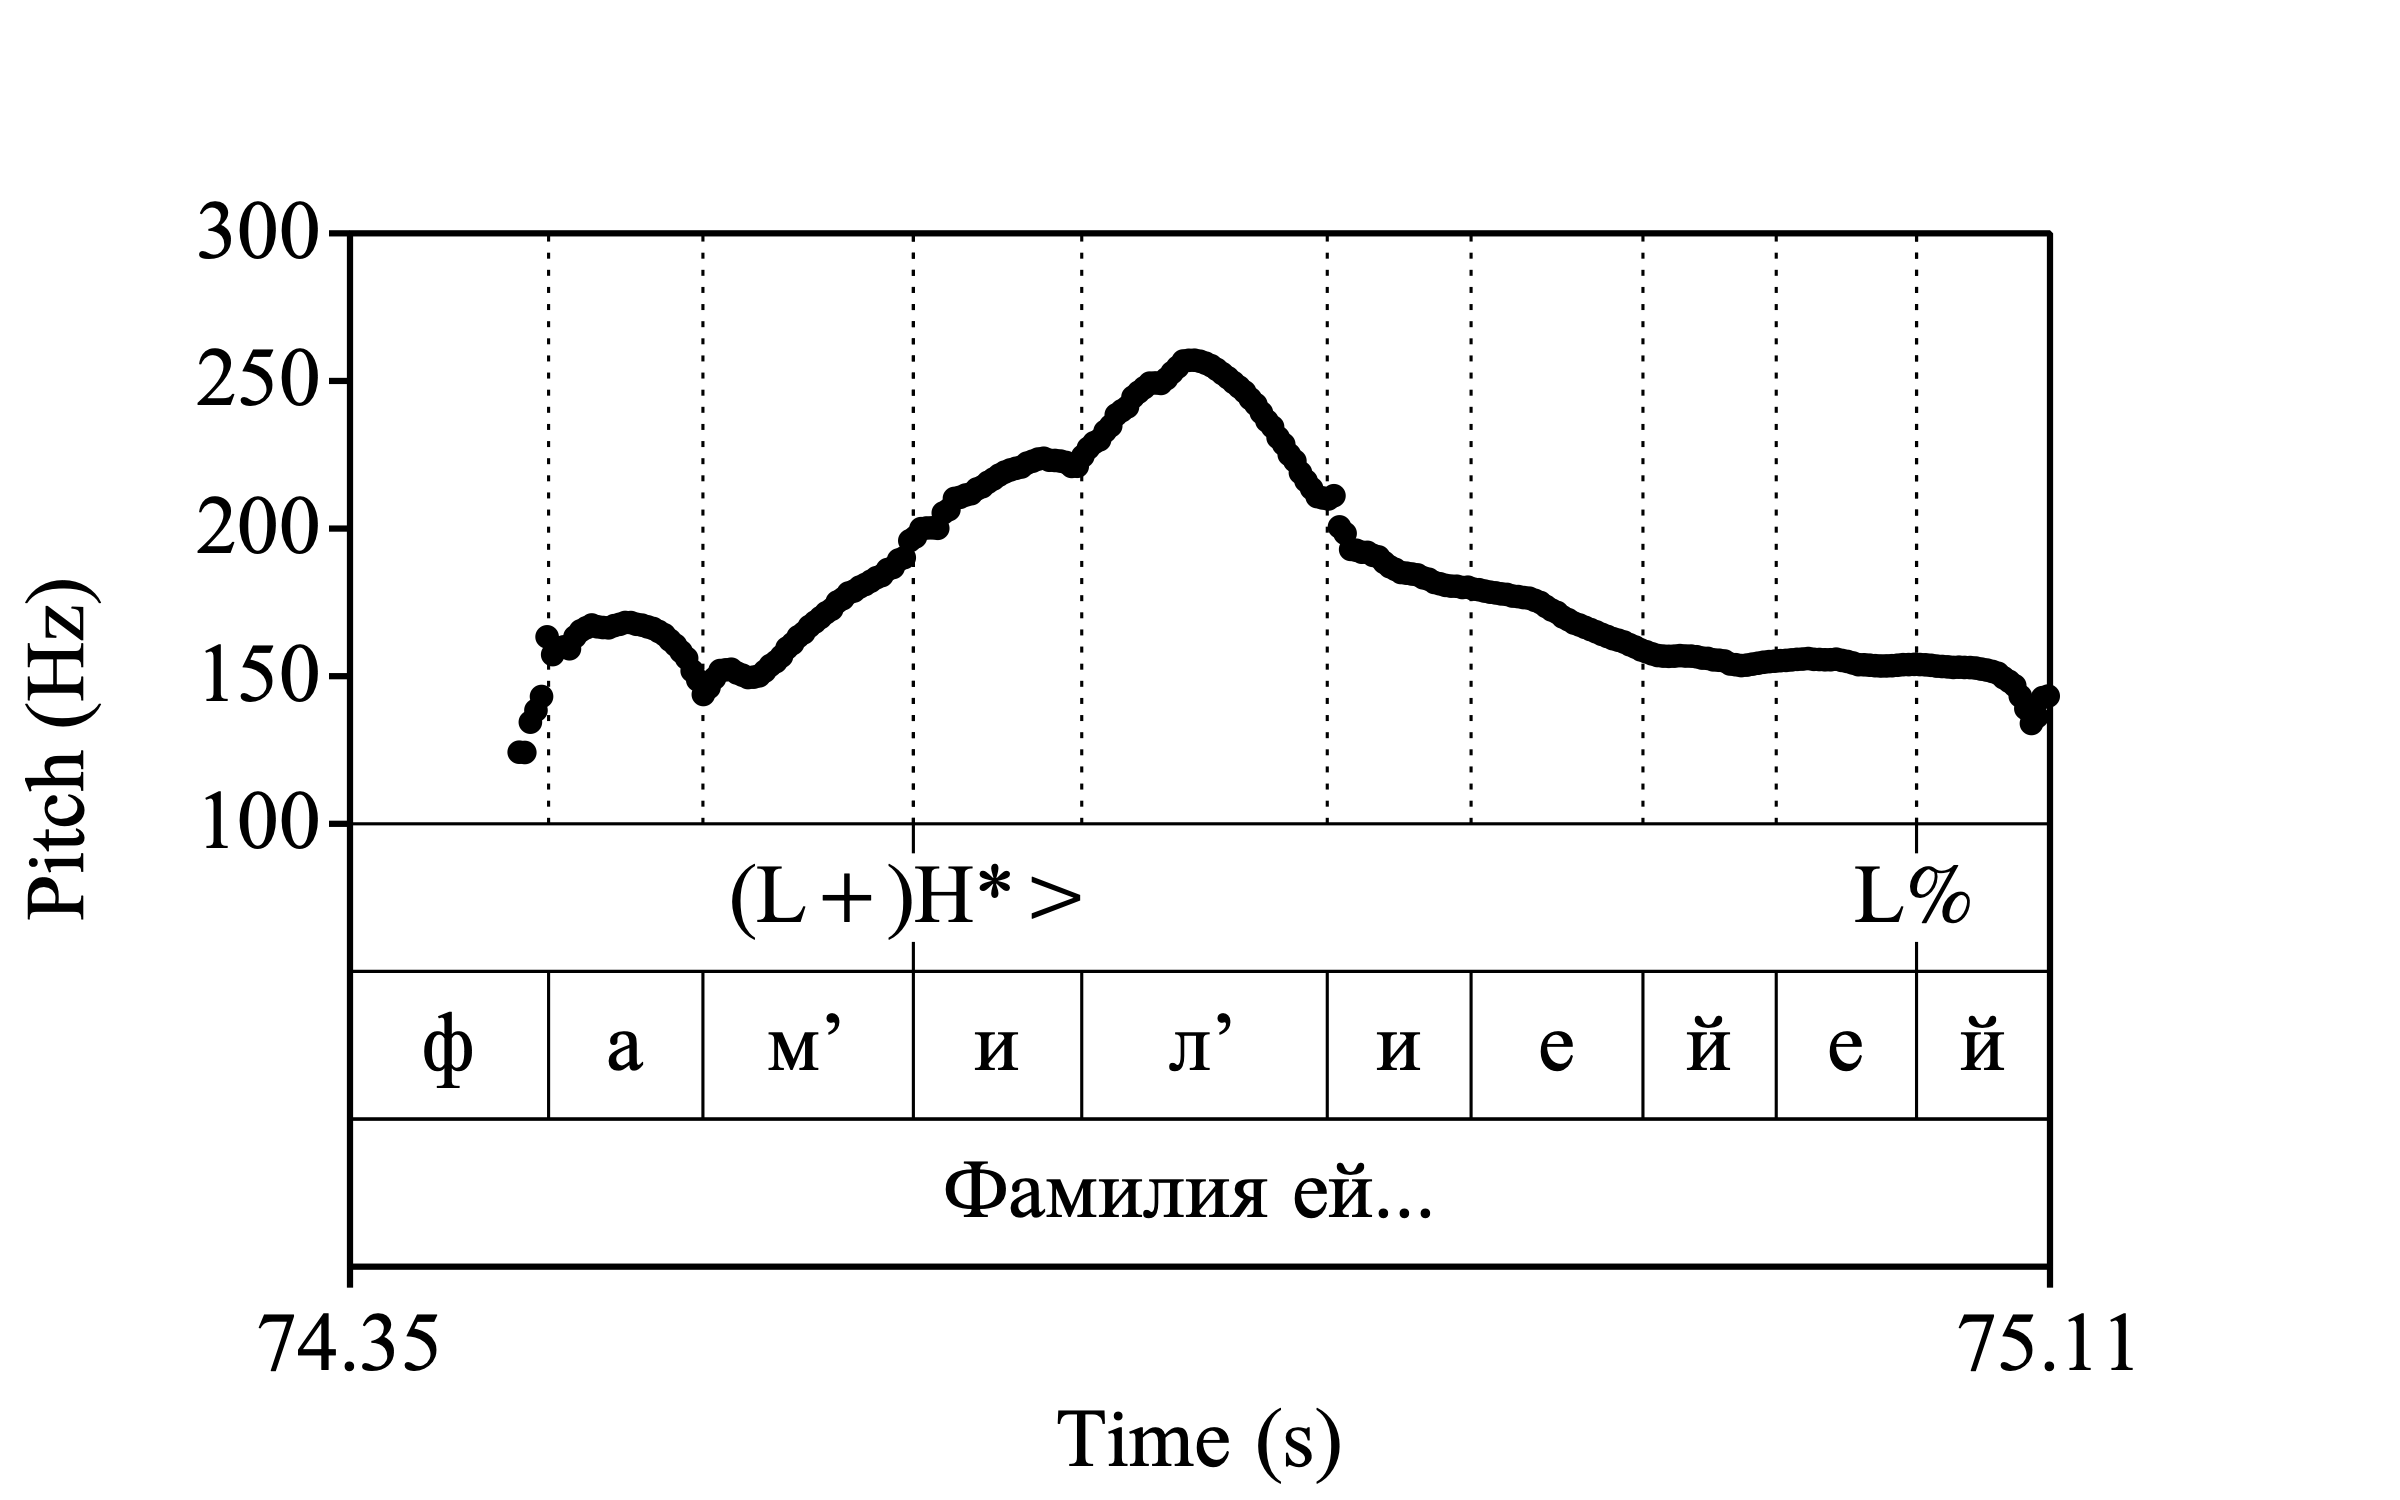 300
250
200
150
100
Pitch (Hz)
(L+)H* > L%
ф а м’ и л’ и е й е й
Фамилия ей...
74.35 75.11
Time (s)